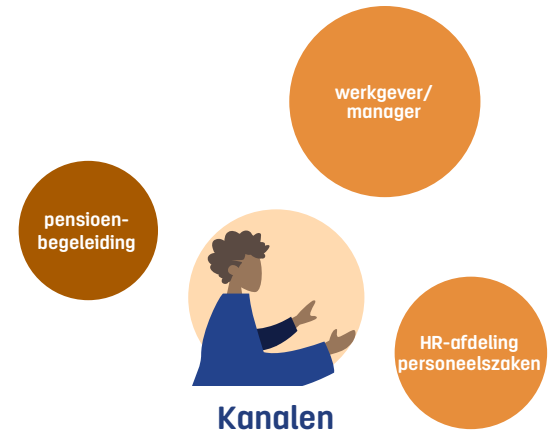 werkgever/
manager
pensioen-
begeleiding
HR-afdeling
personeelszaken
Kanalen